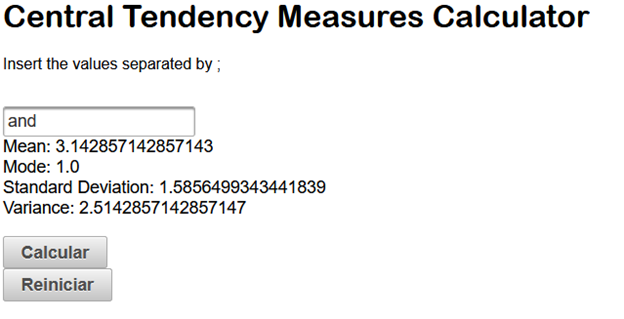 Central Tendency Measures Calculator
Insert the values separated by ;
and
Mean: 3.142857142857143
Mode: 1.0
Standard Deviation: 1.5856499343441839
Variance: 2.5142857142857147
Calcular
Reiniciar